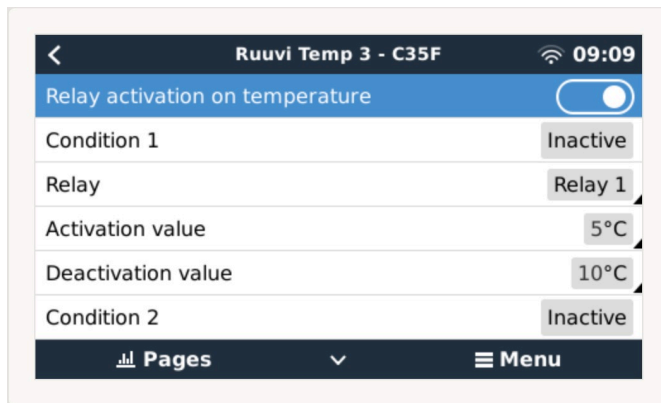 Ruuvi Temp 3 - C35F 09:09
Relay activation on temperature
Condition 1 Inactive
Relay Relay 1
Activation value 5°C
Deactivation value 10°C
Condition 2 Inactive
Pages Menu